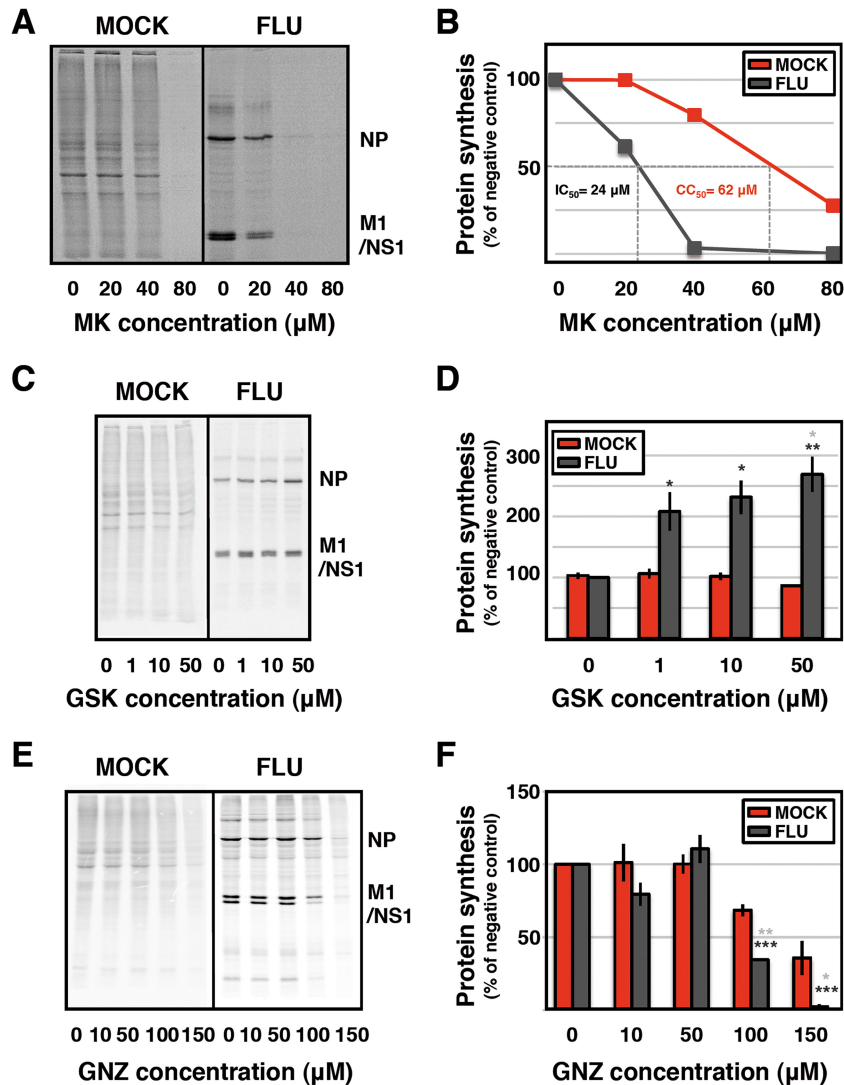 A
MOCK FLU
NP
M1
/NS1
0 20 40 80 0 20 40 80
MK concentration (µM)
B
Protein synthesis
(% of negative control)
100
50
MOCK
FLU
IC50= 24 µM
CC50= 62 µM
0 20 40 60 80
MK concentration (µM)
C
MOCK FLU
NP
M1
/NS1
0 1 10 50 0 1 10 50
GSK concentration (µM)
D
Protein synthesis
(% of negative control)
300
200
100
MOCK
FLU
*
*
*
**
0 1 10 50
GSK concentration (µM)
E
MOCK FLU
NP
M1
/NS1
0 10 50 100 150 0 10 50 100 150
GNZ concentration (µM)
F
Protein synthesis
(% of negative control)
150
100
50
MOCK
FLU
**
***
*
***
0 10 50 100 150
GNZ concentration (µM)